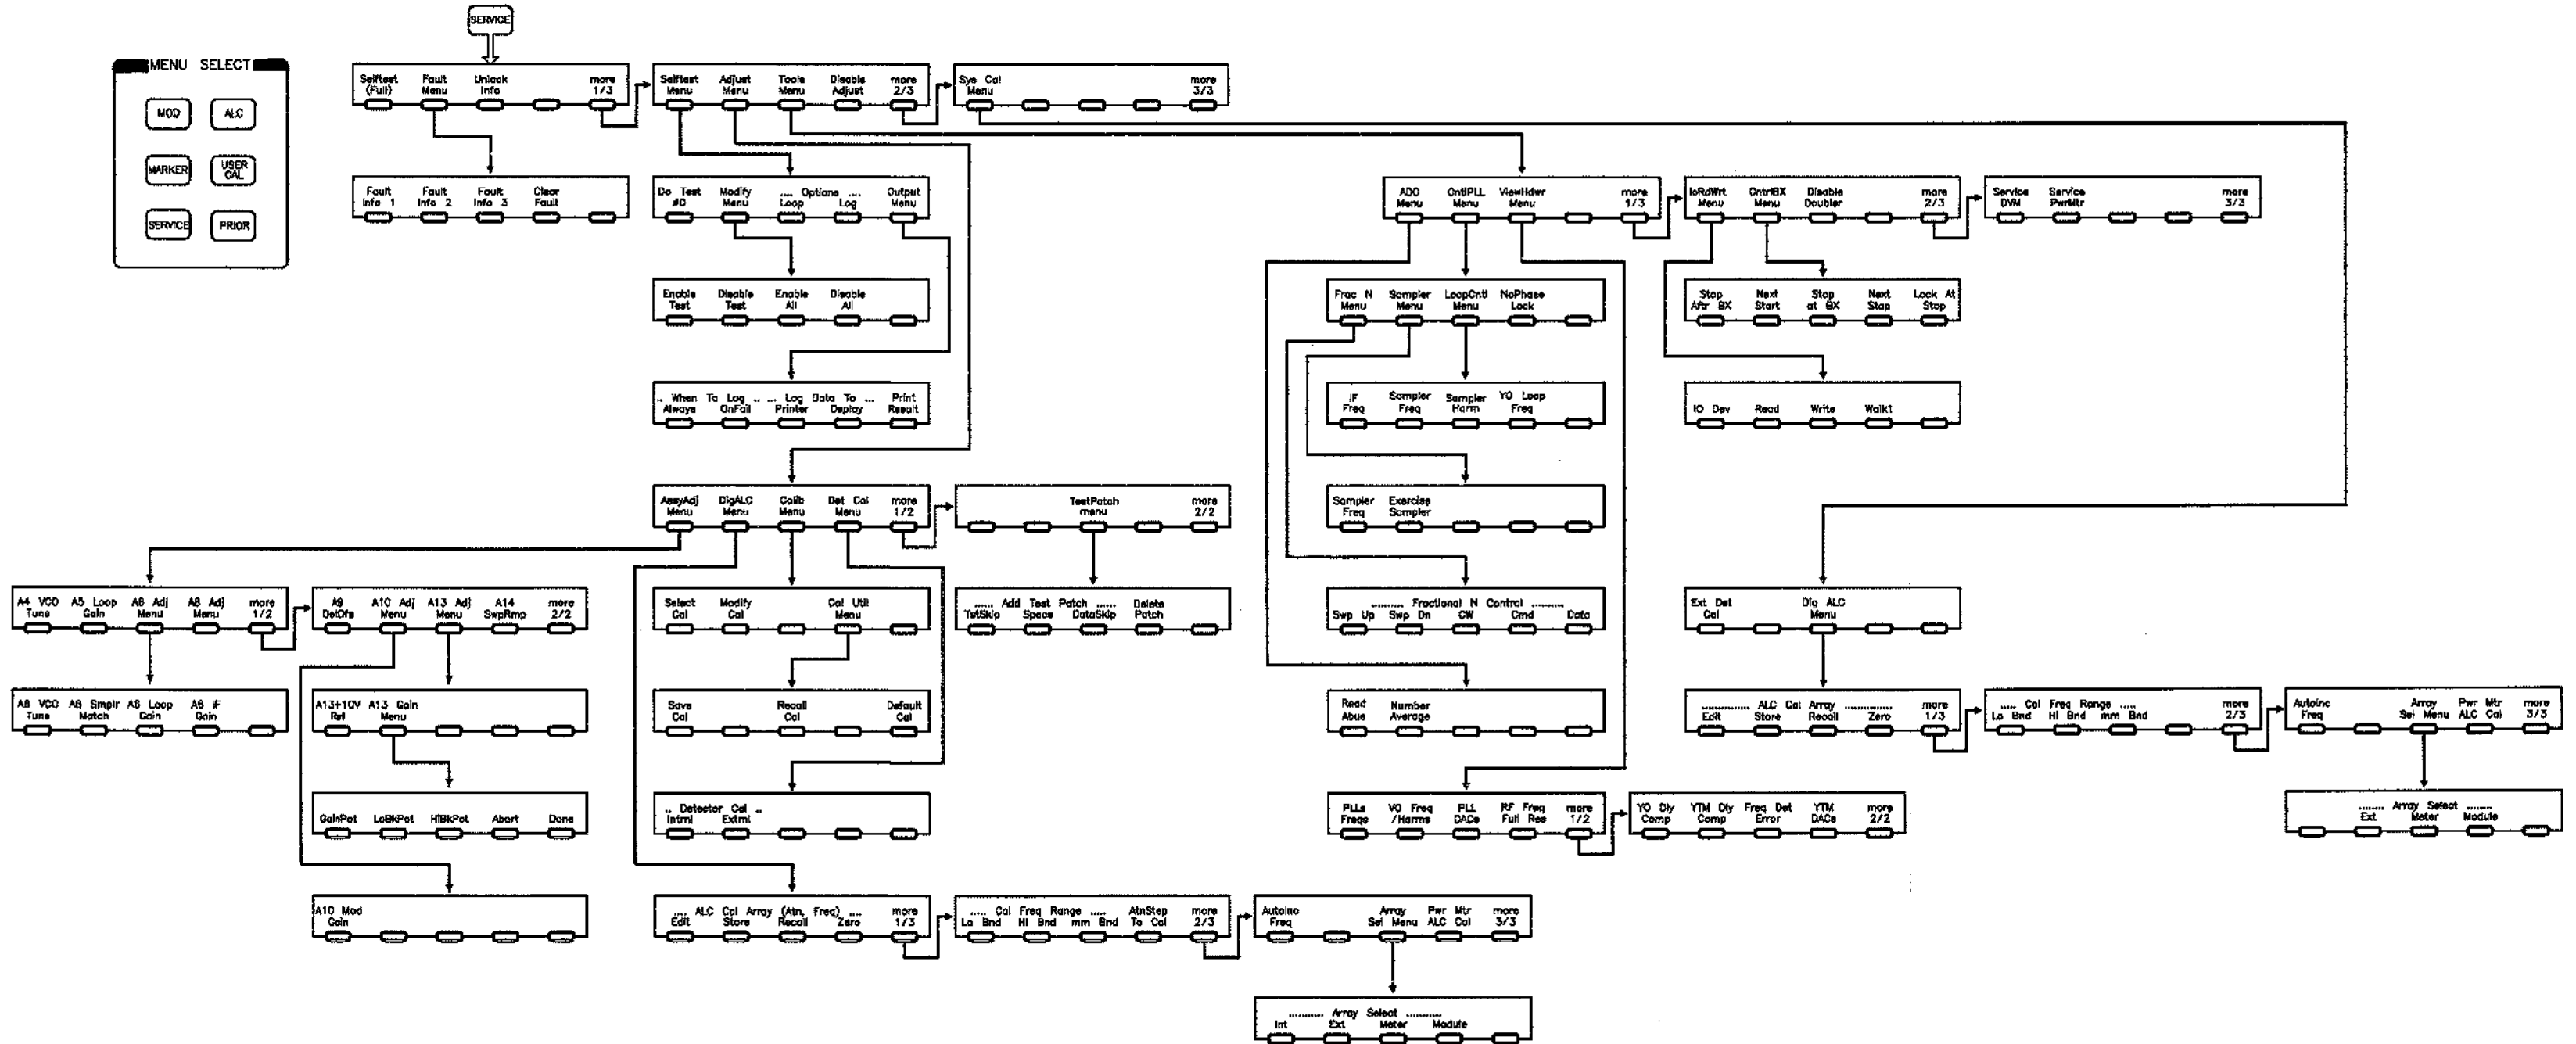 SERVICE
MENU SELECT
MOD ALC
MARKER USER CAL
SERVICE PRIOR
Selftest (Full) Fault Menu Unlock Info more 1/3
Selftest Menu Adjust Menu Tools Menu Disable Adjust more 2/3
Sys Cal Menu more 3/3
Fault Info 1 Fault Info 2 Fault Info 3 Clear Fault
Do Test #0 Modify Menu .... Options .... Loop Log Output Menu
ADC Menu CntlPLL Menu ViewHdwr Menu more 1/3
IoRdWrt Menu CntrlBX Menu Disable Doubler more 2/3
Service DVM Service PwrMtr more 3/3
Enable Test Disable Test Enable All Disable All
Frac N Menu Sampler Menu LoopCntl Menu NoPhase Lock
Stop Aftr BX Next Start Stop at BX Next Stop Lock At Stop
.. When To Log .. ... Log Data To ... Print
Always OnFail Printer Display Result
IF Freq Sampler Freq Sampler Harm YO Loop Freq
IO Dev Read Write Walk1
AssyAdj Menu DigALC Menu Calib Menu Det Cal Menu more 1/2
TestPatch menu more 2/2
Sampler Freq Exercise Sampler
A4 VCO Tune A5 Loop Gain A6 Adj Menu A8 Adj Menu more 1/2
A9 DetOfs A10 Adj Menu A13 Adj Menu A14 SwpRmp more 2/2
Select Cal Modify Cal Cal Util Menu
...... Add Test Patch ...... Delete
TstSkip Specs DataSkip Patch
.......... Fractional N Control ..........
Swp Up Swp Dn CW Cmd Data
Ext Det Cal Dig ALC Menu
A6 VCO Tune A6 Smplr Match A6 Loop Gain A6 IF Gain
A13+10V Ref A13 Gain Menu
Save Cal Recall Cal Default Cal
Read Abus Number Average
.............. ALC Cal Array .............. more
Edit Store Recall Zero 1/3
..... Cal Freq Range ..... more
Lo Bnd Hi Bnd mm Bnd 2/3
AutoInc Freq Array Sel Menu Pwr Mtr ALC Cal more 3/3
GainPot LoBkPot HiBkPot Abort Done
.. Detector Cal ..
Intrnl Extrnl
PLLs Freqs VO Freq /Harms PLL DACs RF Freq Full Res more 1/2
YO Dly Comp YTM Dly Comp Freq Det Error YTM DACs more 2/2
........ Array Select ........
Ext Meter Module
A10 Mod Gain
.... ALC Cal Array (Atn, Freq) .... more
Edit Store Recall Zero 1/3
..... Cal Freq Range ..... AtnStep more
Lo Bnd Hi Bnd mm Bnd To Cal 2/3
AutoInc Freq Array Sel Menu Pwr Mtr ALC Cal more 3/3
........... Array Select ...........
Int Ext Meter Module